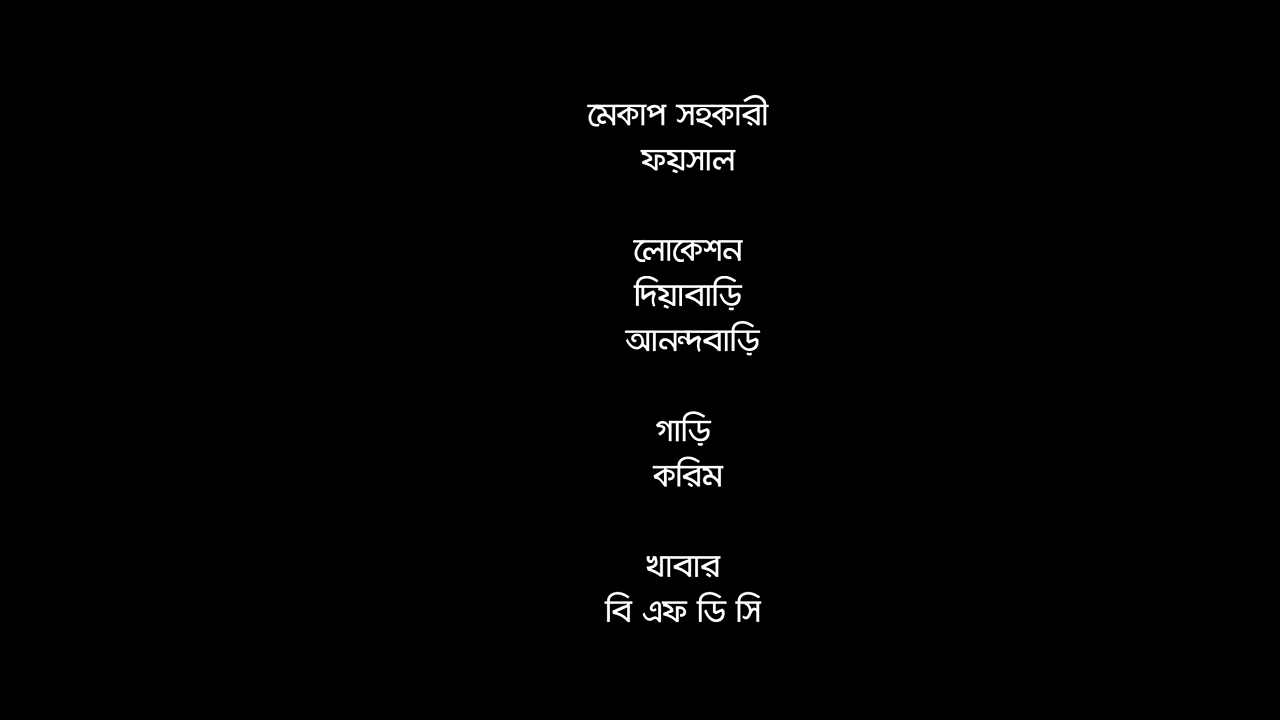 মেকাপ সহকারী
ফয়সাল
লোকেশন
দিয়াবাড়ি
আনন্দবাড়ি
গাড়ি
করিম
খাবার
বি এফ ডি সি